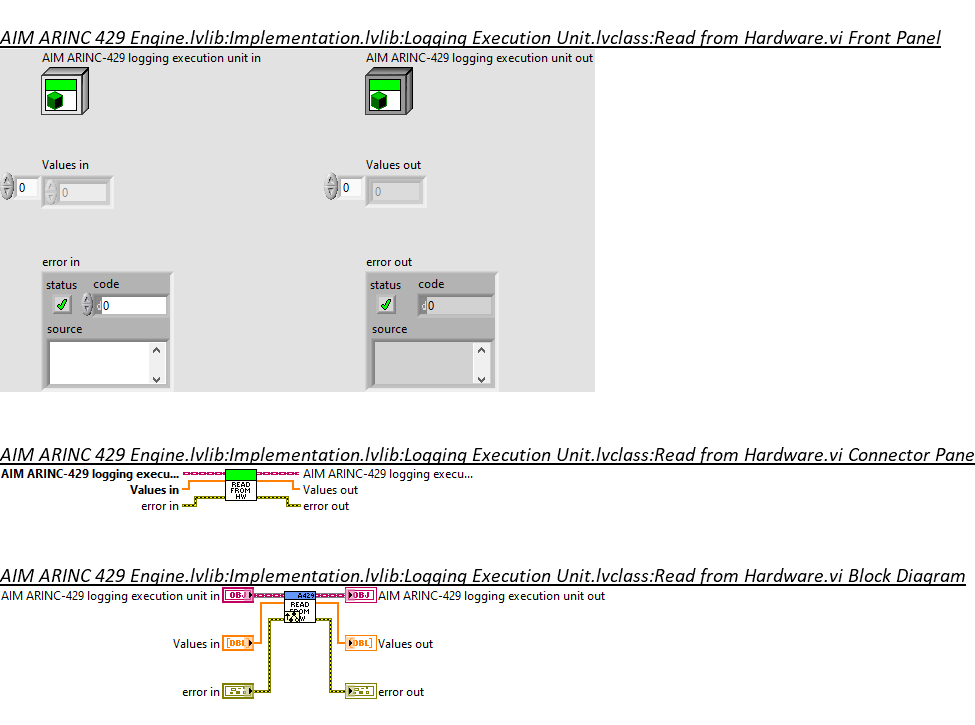 AIM ARINC 429 Engine.lvlib:Implementation.lvlib:Logging Execution Unit.lvclass:Read from Hardware.vi Front Panel
AIM ARINC-429 logging execution unit in
AIM ARINC-429 logging execution unit out
Values in
Values out
0
0
0
0
error in
error out
status
code
status
code
0
0
source
source
AIM ARINC 429 Engine.lvlib:Implementation.lvlib:Logging Execution Unit.lvclass:Read from Hardware.vi Connector Pane
AIM ARINC-429 logging execu...
AIM ARINC-429 logging execu...
READ
FROM
HW
Values in
Values out
error in
error out
AIM ARINC 429 Engine.lvlib:Implementation.lvlib:Logging Execution Unit.lvclass:Read from Hardware.vi Block Diagram
AIM ARINC-429 logging execution unit in
OBJ
A429
READ
OBJ
AIM ARINC-429 logging execution unit out
Values in
DBL
DBL
Values out
error in
error out